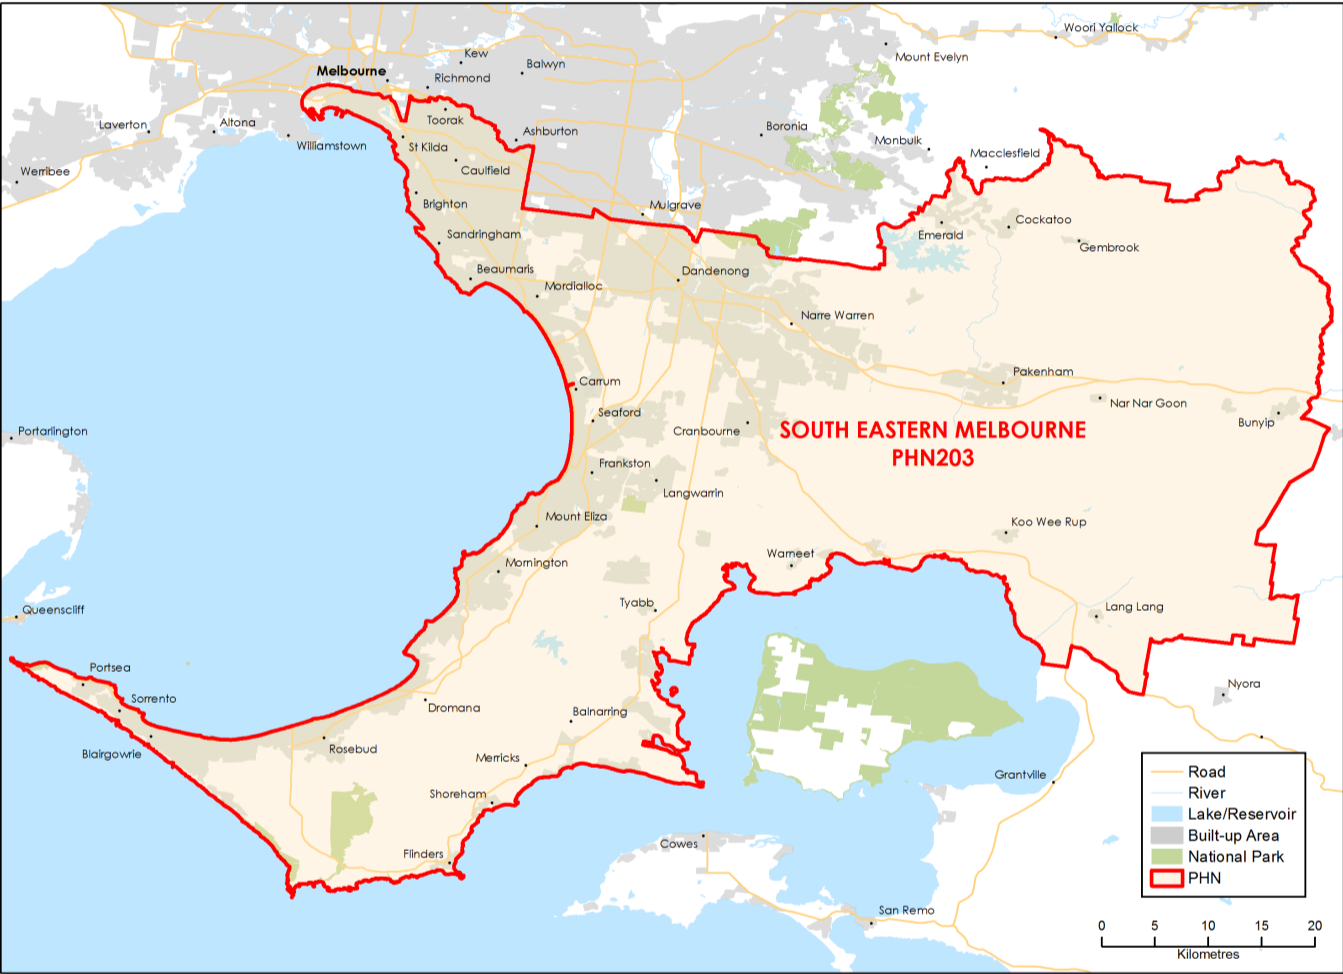 Woori Yallock
Kew
Mount Evelyn
Balwyn
Melbourne
Richmond
Toorak
Laverton
Altona
Ashburton
Boronia
Williamstown
St Kilda
Monbulk
Macclesfield
Caulfield
Werribee
Brighton
Mulgrave
Cockatoo
Sandringham
Emerald
Gembrook
Beaumaris
Dandenong
Mordialloc
Narre Warren
Carrum
Pakenham
Nar Nar Goon
Seaford
Bunyip
Portarlington
Cranbourne
SOUTH EASTERN MELBOURNE
PHN203
Frankston
Langwarrin
Mount Eliza
Koo Wee Rup
Warneet
Mornington
Tyabb
Lang Lang
Queenscliff
Portsea
Nyora
Sorrento
Dromana
Balnarring
Blairgowrie
Rosebud
Merricks
Grantville
Shoreham
Cowes
Flinders
San Remo
Road
River
Lake/Reservoir
Built-up Area
National Park
PHN
0 5 10 15 20
Kilometres